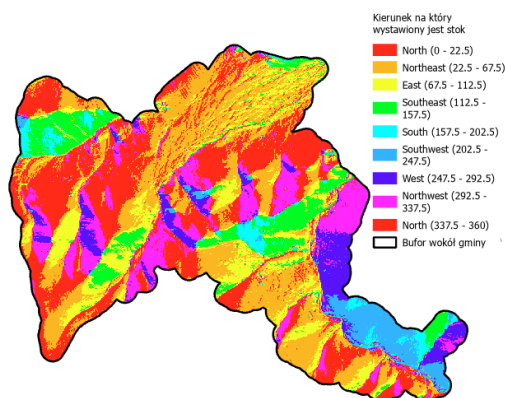 Kierunek na który
wystawiony jest stok
North (0 - 22.5)
Northeast (22.5 - 67.5)
East (67.5 - 112.5)
Southeast (112.5 -
157.5)
South (157.5 - 202.5)
Southwest (202.5 -
247.5)
West (247.5 - 292.5)
Northwest (292.5 -
337.5)
North (337.5 - 360)
Bufor wokół gminy